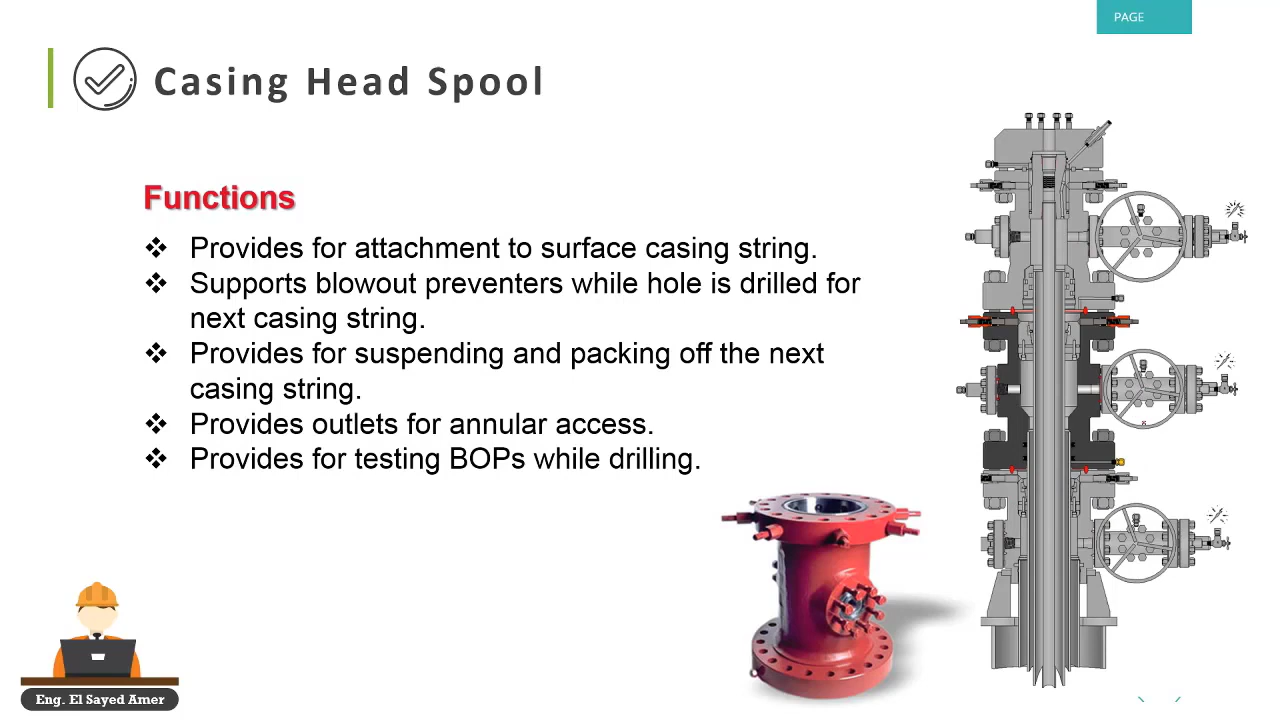 PAGE
Casing Head Spool
Functions
❖ Provides for attachment to surface casing string.
❖ Supports blowout preventers while hole is drilled for
next casing string.
❖ Provides for suspending and packing off the next
casing string.
❖ Provides outlets for annular access.
❖ Provides for testing BOPs while drilling.
Eng. El Sayed Amer